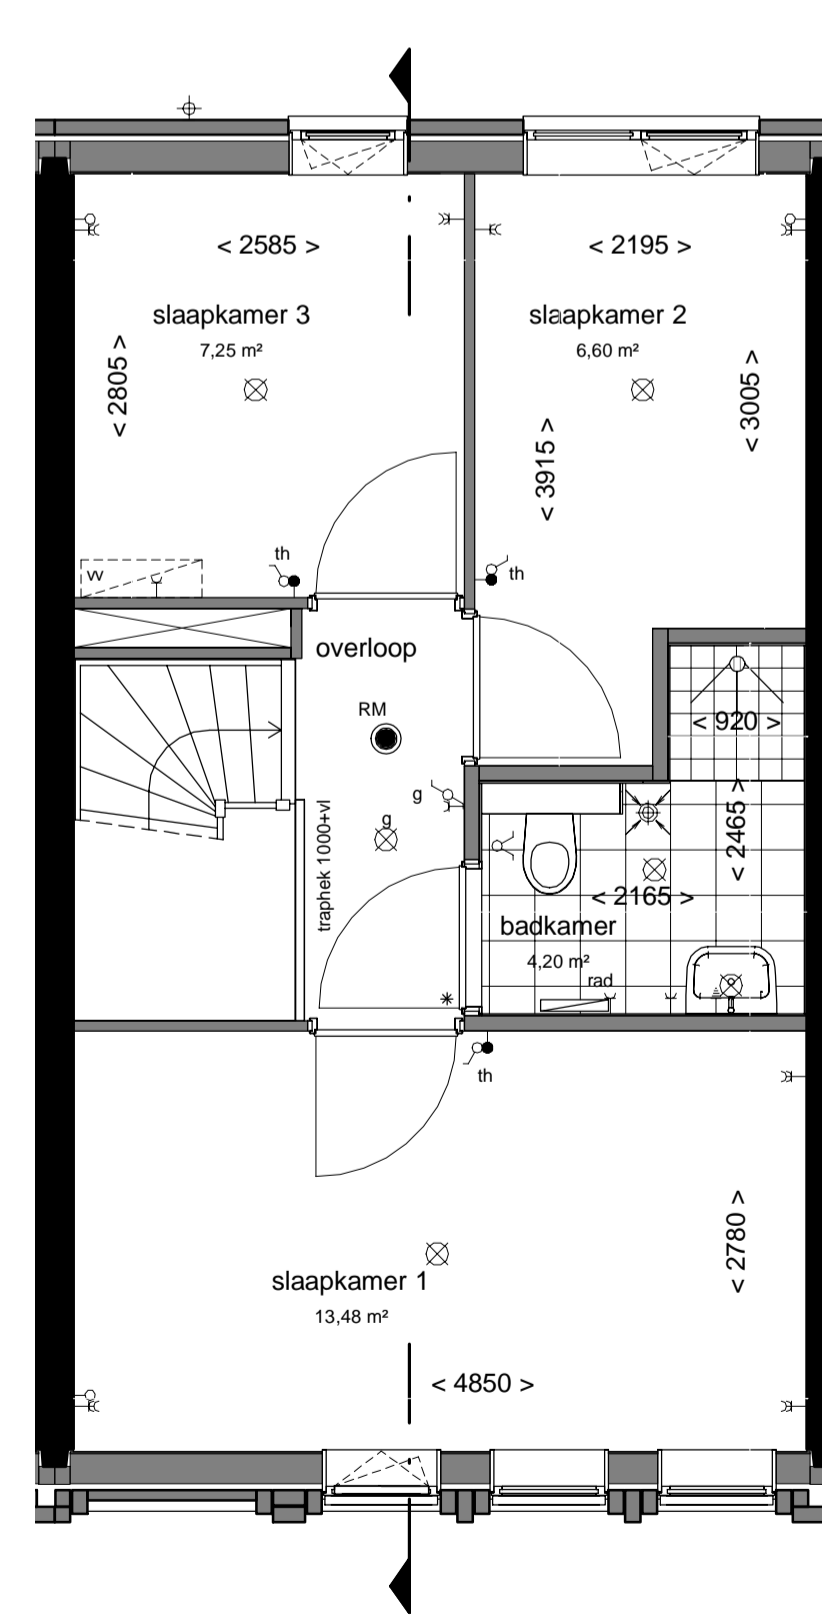 < 2585 >
< 2195 >
slaapkamer 3
7,25 m²
slaapkamer 2
6,60 m²
< 2805 >
< 3005 >
< 3915 >
th
th
vv
overloop
RM
< 920 >
g
g
traphek 1000+vl
< 2465 >
< 2165 >
badkamer
4,20 m²
rad
th
< 2780 >
slaapkamer 1
13,48 m²
< 4850 >